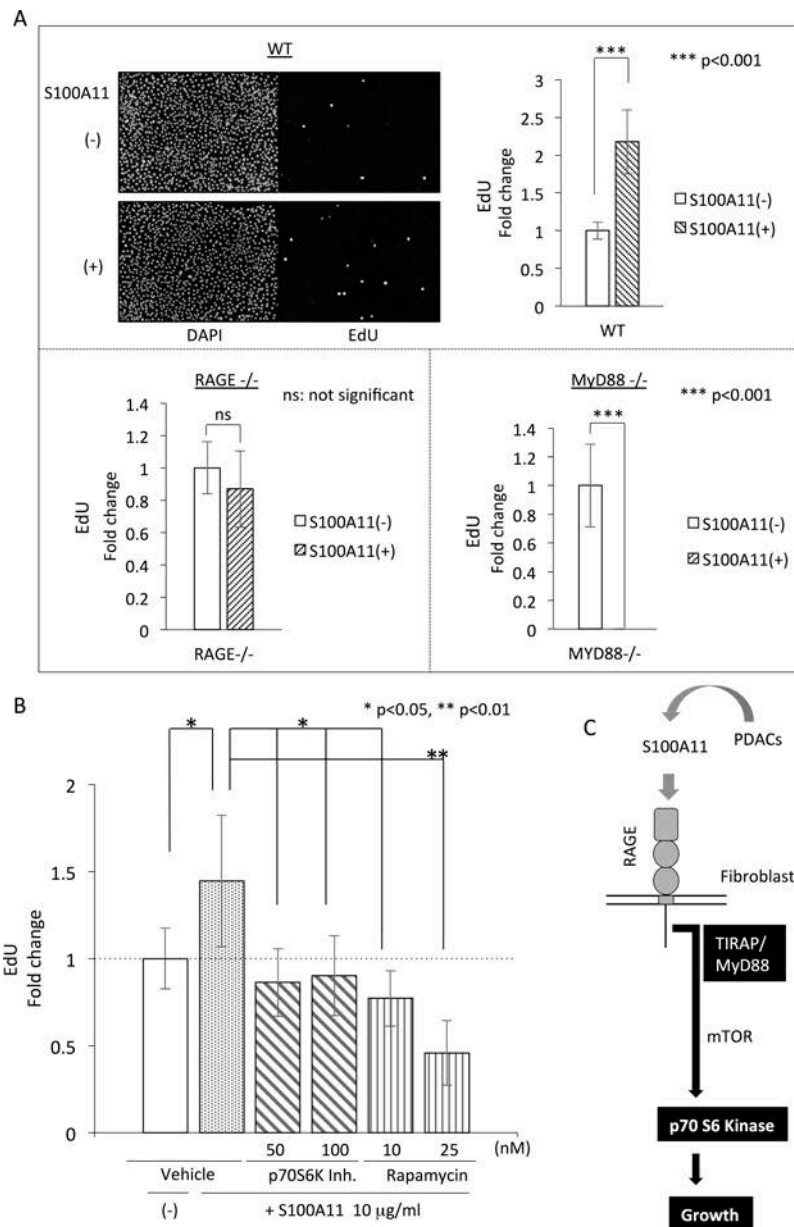 A
WT
S100A11
(-)
(+)
DAPI
EdU
***
*** p<0.001
EdU
Fold change
3
2.5
2
1
0.5
0
S100A11(-)
S100A11(+)
WT
RAGE -/-
ns: not significant
ns
EdU
Fold change
1.4
1.2
1
0.8
0.6
0.4
0.2
0
S100A11(-)
S100A11(+)
RAGE-/-
MyD88 -/-
*** p<0.001
***
EdU
Fold change
1.4
1.2
1
0.8
0.6
0.4
0.2
0
S100A11(-)
S100A11(+)
MYD88-/-
B
* p<0.05, ** p<0.01
*
*
**
EdU
Fold change
2
1.5
1
0.5
0
50 100 10 25 (nM)
Vehicle p70S6K Inh. Rapamycin
(-) + S100A11 10 µg/ml
C
S100A11
PDACs
RAGE
Fibroblast
TIRAP/
MyD88
mTOR
p70 S6 Kinase
Growth